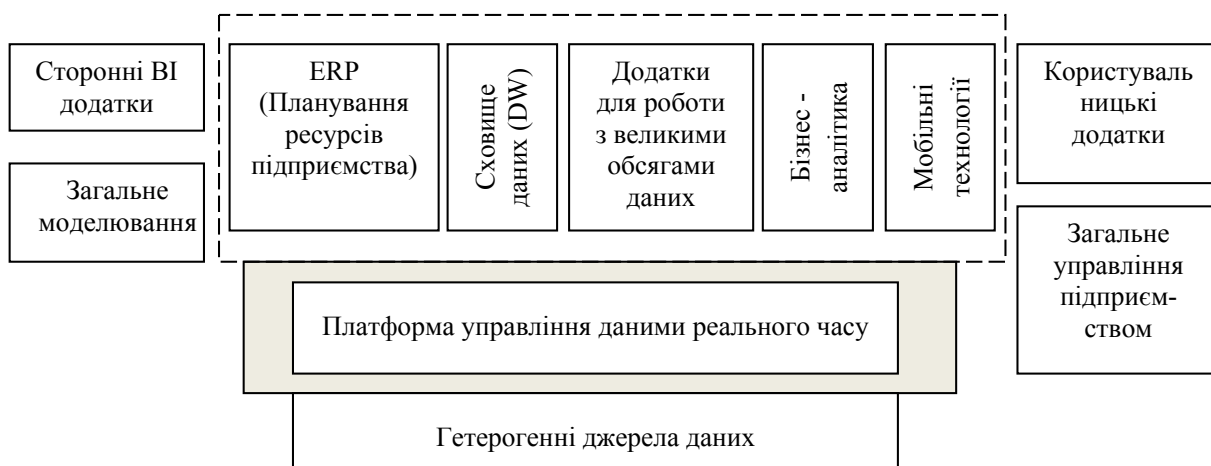 Сторонні BI
додатки
Загальне
моделювання
ERP
(Планування
ресурсів
підприємства)
Сховище
даних (DW)
Додатки
для роботи
з великими
обсягами
даних
Бізнес -
аналітика
Мобільні
технології
Користуваль
ницькі
додатки
Загальне
управління
підприєм-
ством
Платформа управління даними реального часу
Гетерогенні джерела даних